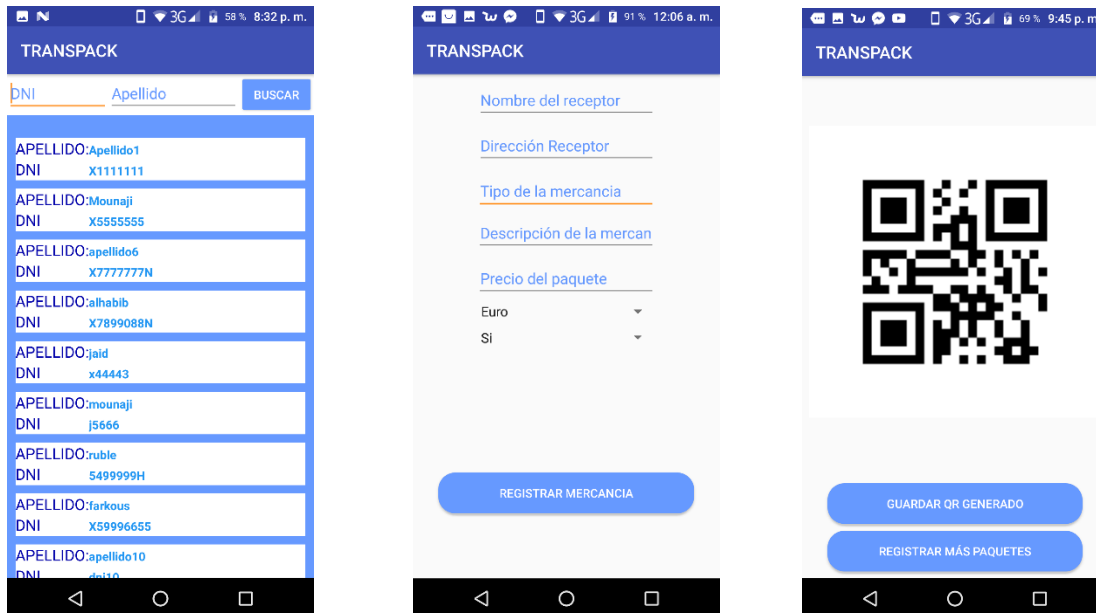 58 % 8:32 p. m.
TRANSPACK
DNI Apellido BUSCAR
APELLIDO:Apellido1
DNI X1111111
APELLIDO:Mounaji
DNI X5555555
APELLIDO:apellido6
DNI X7777777N
APELLIDO:alhabib
DNI X7899088N
APELLIDO:jaid
DNI x44443
APELLIDO:mounaji
DNI j5666
APELLIDO:ruble
DNI 5499999H
APELLIDO:farkous
DNI X59996655
APELLIDO:apellido10
DNI dni10
3G 91 % 12:06 a. m.
TRANSPACK
Nombre del receptor
Dirección Receptor
Tipo de la mercancia
Descripción de la mercan
Precio del paquete
Euro
Si
REGISTRAR MERCANCIA
3G 69 % 9:45 p. m
TRANSPACK
GUARDAR QR GENERADO
REGISTRAR MÁS PAQUETES